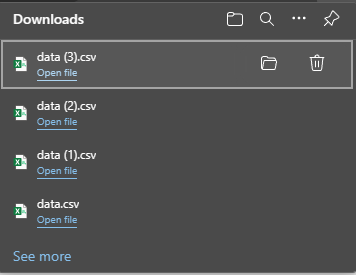 Downloads
data (3).csv
Open file
data (2).csv
Open file
data (1).csv
Open file
data.csv
Open file
See more